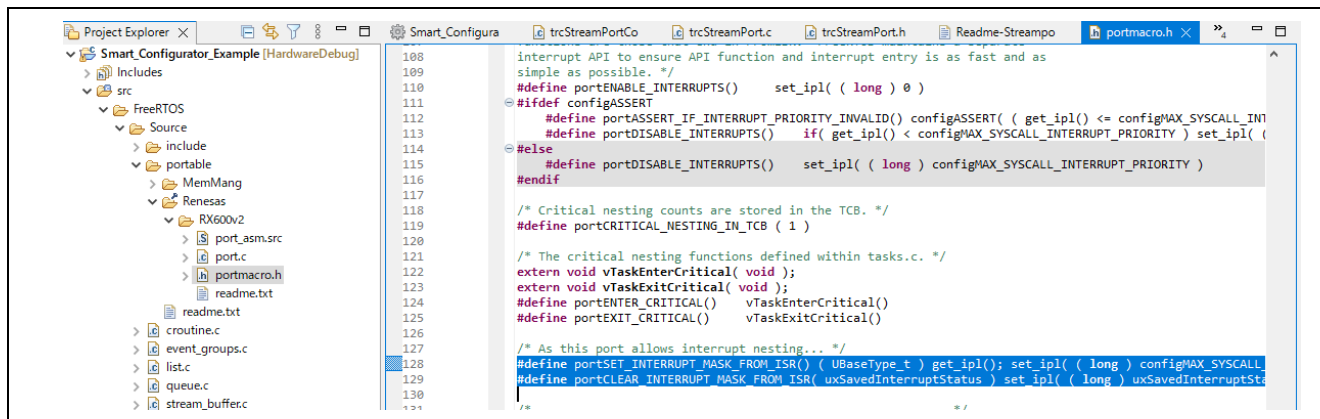 Project Explorer
Smart_Configurator_Example [HardwareDebug]
Includes
src
FreeRTOS
Source
include
portable
MemMang
Renesas
RX600v2
port_asm.src
port.c
portmacro.h
readme.txt
readme.txt
croutine.c
event_groups.c
list.c
queue.c
stream_buffer.c
Smart_Configura
trcStreamPortCo
trcStreamPort.c
trcStreamPort.h
Readme-Streampo
portmacro.h
»4
108 interrupt API to ensure API function and interrupt entry is as fast and as
109 simple as possible. */
110 #define portENABLE_INTERRUPTS() set_ipl( ( long ) 0 )
111 #ifdef configASSERT
112 #define portASSERT_IF_INTERRUPT_PRIORITY_INVALID() configASSERT( ( get_ipl() <= configMAX_SYSCALL_INT
113 #define portDISABLE_INTERRUPTS() if( get_ipl() < configMAX_SYSCALL_INTERRUPT_PRIORITY ) set_ipl( (
114 #else
115 #define portDISABLE_INTERRUPTS() set_ipl( ( long ) configMAX_SYSCALL_INTERRUPT_PRIORITY )
116 #endif
117
118 /* Critical nesting counts are stored in the TCB. */
119 #define portCRITICAL_NESTING_IN_TCB ( 1 )
120
121 /* The critical nesting functions defined within tasks.c. */
122 extern void vTaskEnterCritical( void );
123 extern void vTaskExitCritical( void );
124 #define portENTER_CRITICAL() vTaskEnterCritical()
125 #define portEXIT_CRITICAL() vTaskExitCritical()
126
127 /* As this port allows interrupt nesting... */
128 #define portSET_INTERRUPT_MASK_FROM_ISR() ( UBaseType_t ) get_ipl(); set_ipl( ( long ) configMAX_SYSCALL_
129 #define portCLEAR_INTERRUPT_MASK_FROM_ISR( uxSavedInterruptStatus ) set_ipl( ( long ) uxSavedInterruptSta
130
131 /* */